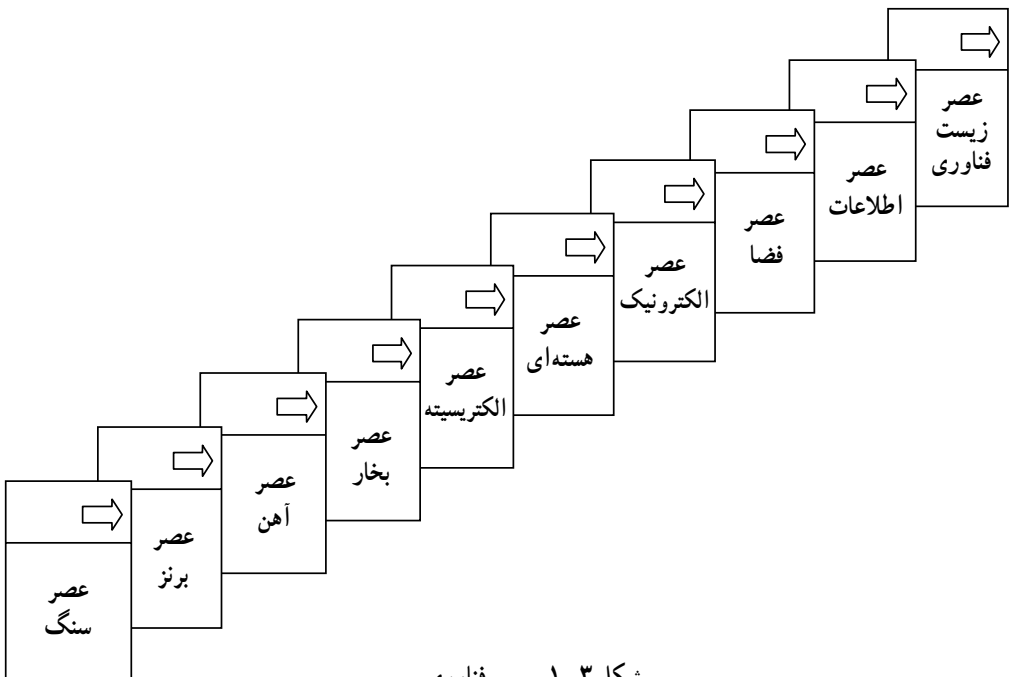 عصر
سنگ
عصر
برنز
عصر
آهن
عصر
بخار
عصر
الکتریسیته
عصر
هسته‌ای
عصر
الکترونیک
عصر
فضا
عصر
اطلاعات
عصر
زیست
فناوری